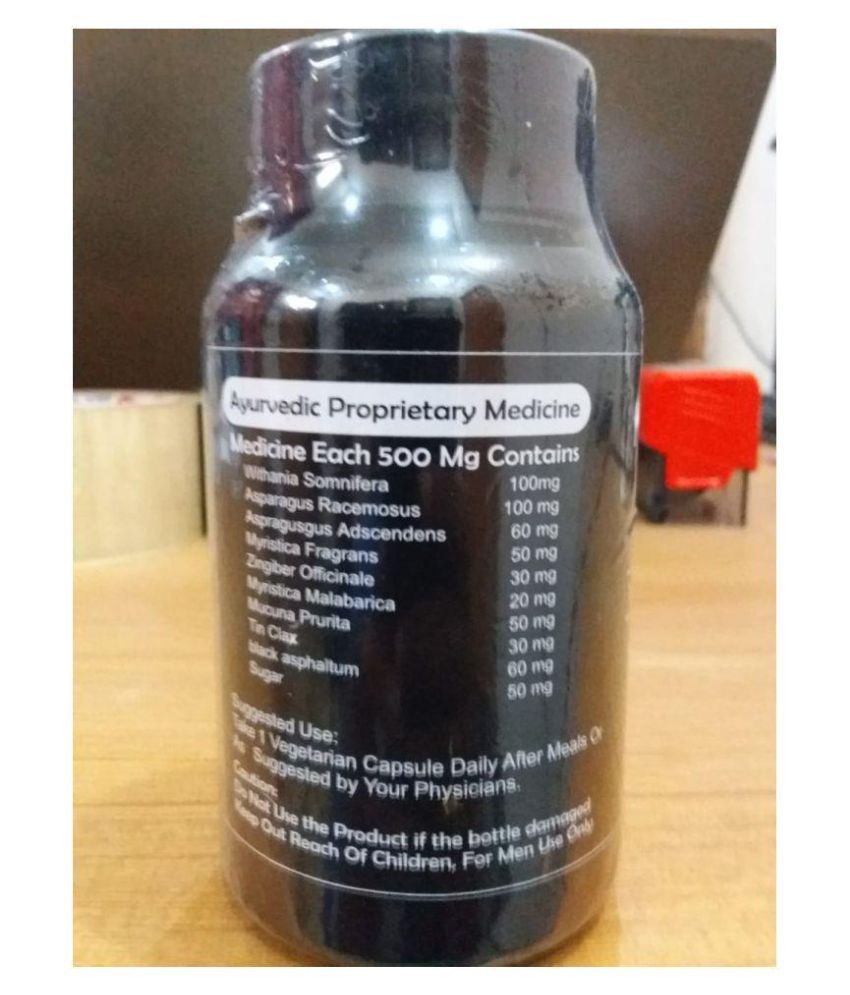 Ayurvedic Proprietary Medicine
Medicine Each 500 Mg Contains
Withania Somnifera 100mg
Asparagus Racemosus 100 mg
Aspragusgus Adscendens 60 mg
Myristica Fragrans 50 mg
Zingiber Officinale 30 mg
Myristica Malabarica 20 mg
Mucuna Prurita 50 mg
Tin Clax 30 mg
black asphaltum 60 mg
Sugar 50 mg
Suggested Use:
Take 1 Vegetarian Capsule Daily After Meals Or
As Suggested by Your Physicians.
Caution:
Do Not Use the Product if the bottle damaged
Keep Out Reach Of Children, For Men Use Only